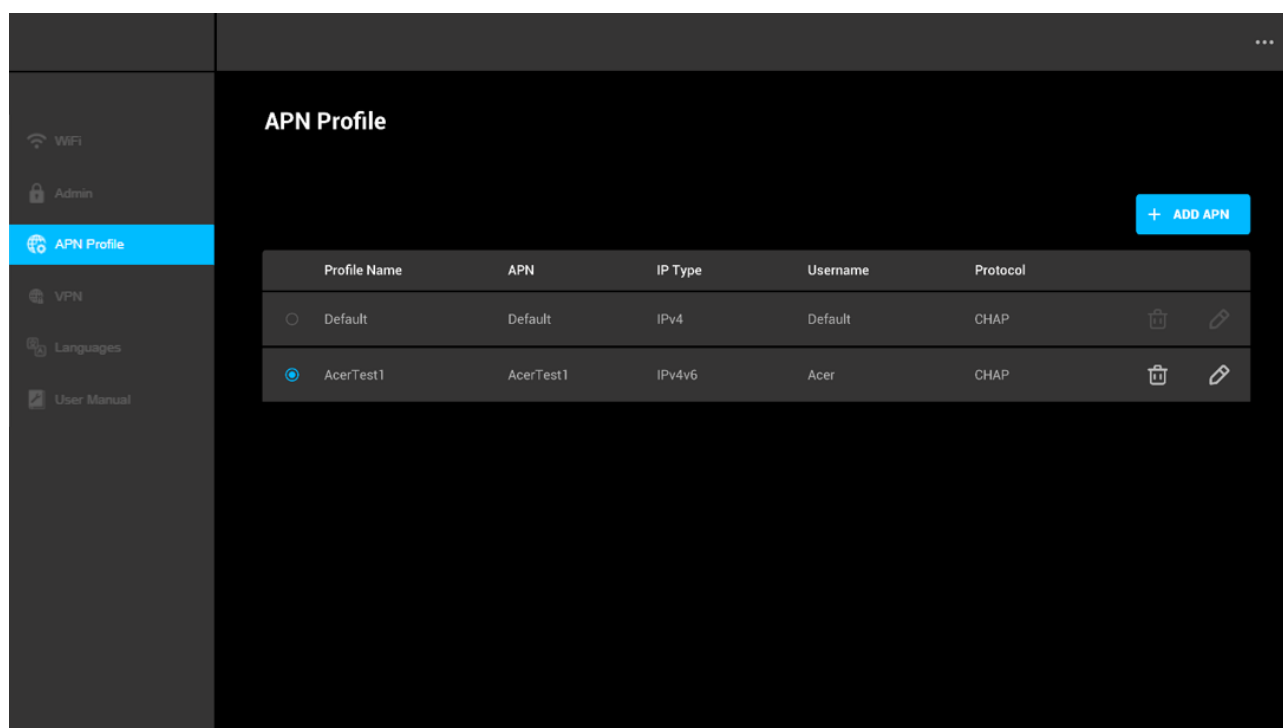 WiFi
Admin
APN Profile
VPN
Languages
User Manual
APN Profile
+ ADD APN
Profile Name APN IP Type Username Protocol
Default Default IPv4 Default CHAP
AcerTest1 AcerTest1 IPv4v6 Acer CHAP